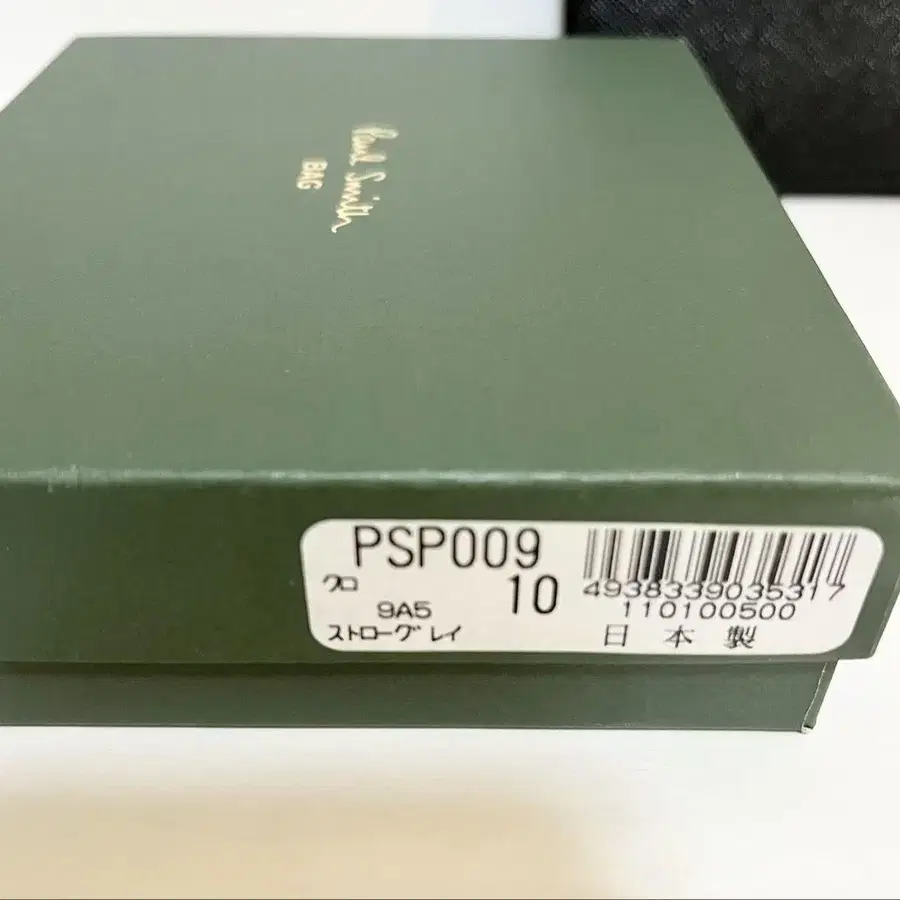 Paul Smith
BAG
PSP009
クロ
10
9A5
ストローグレイ
4938339035317
110100500
日本製